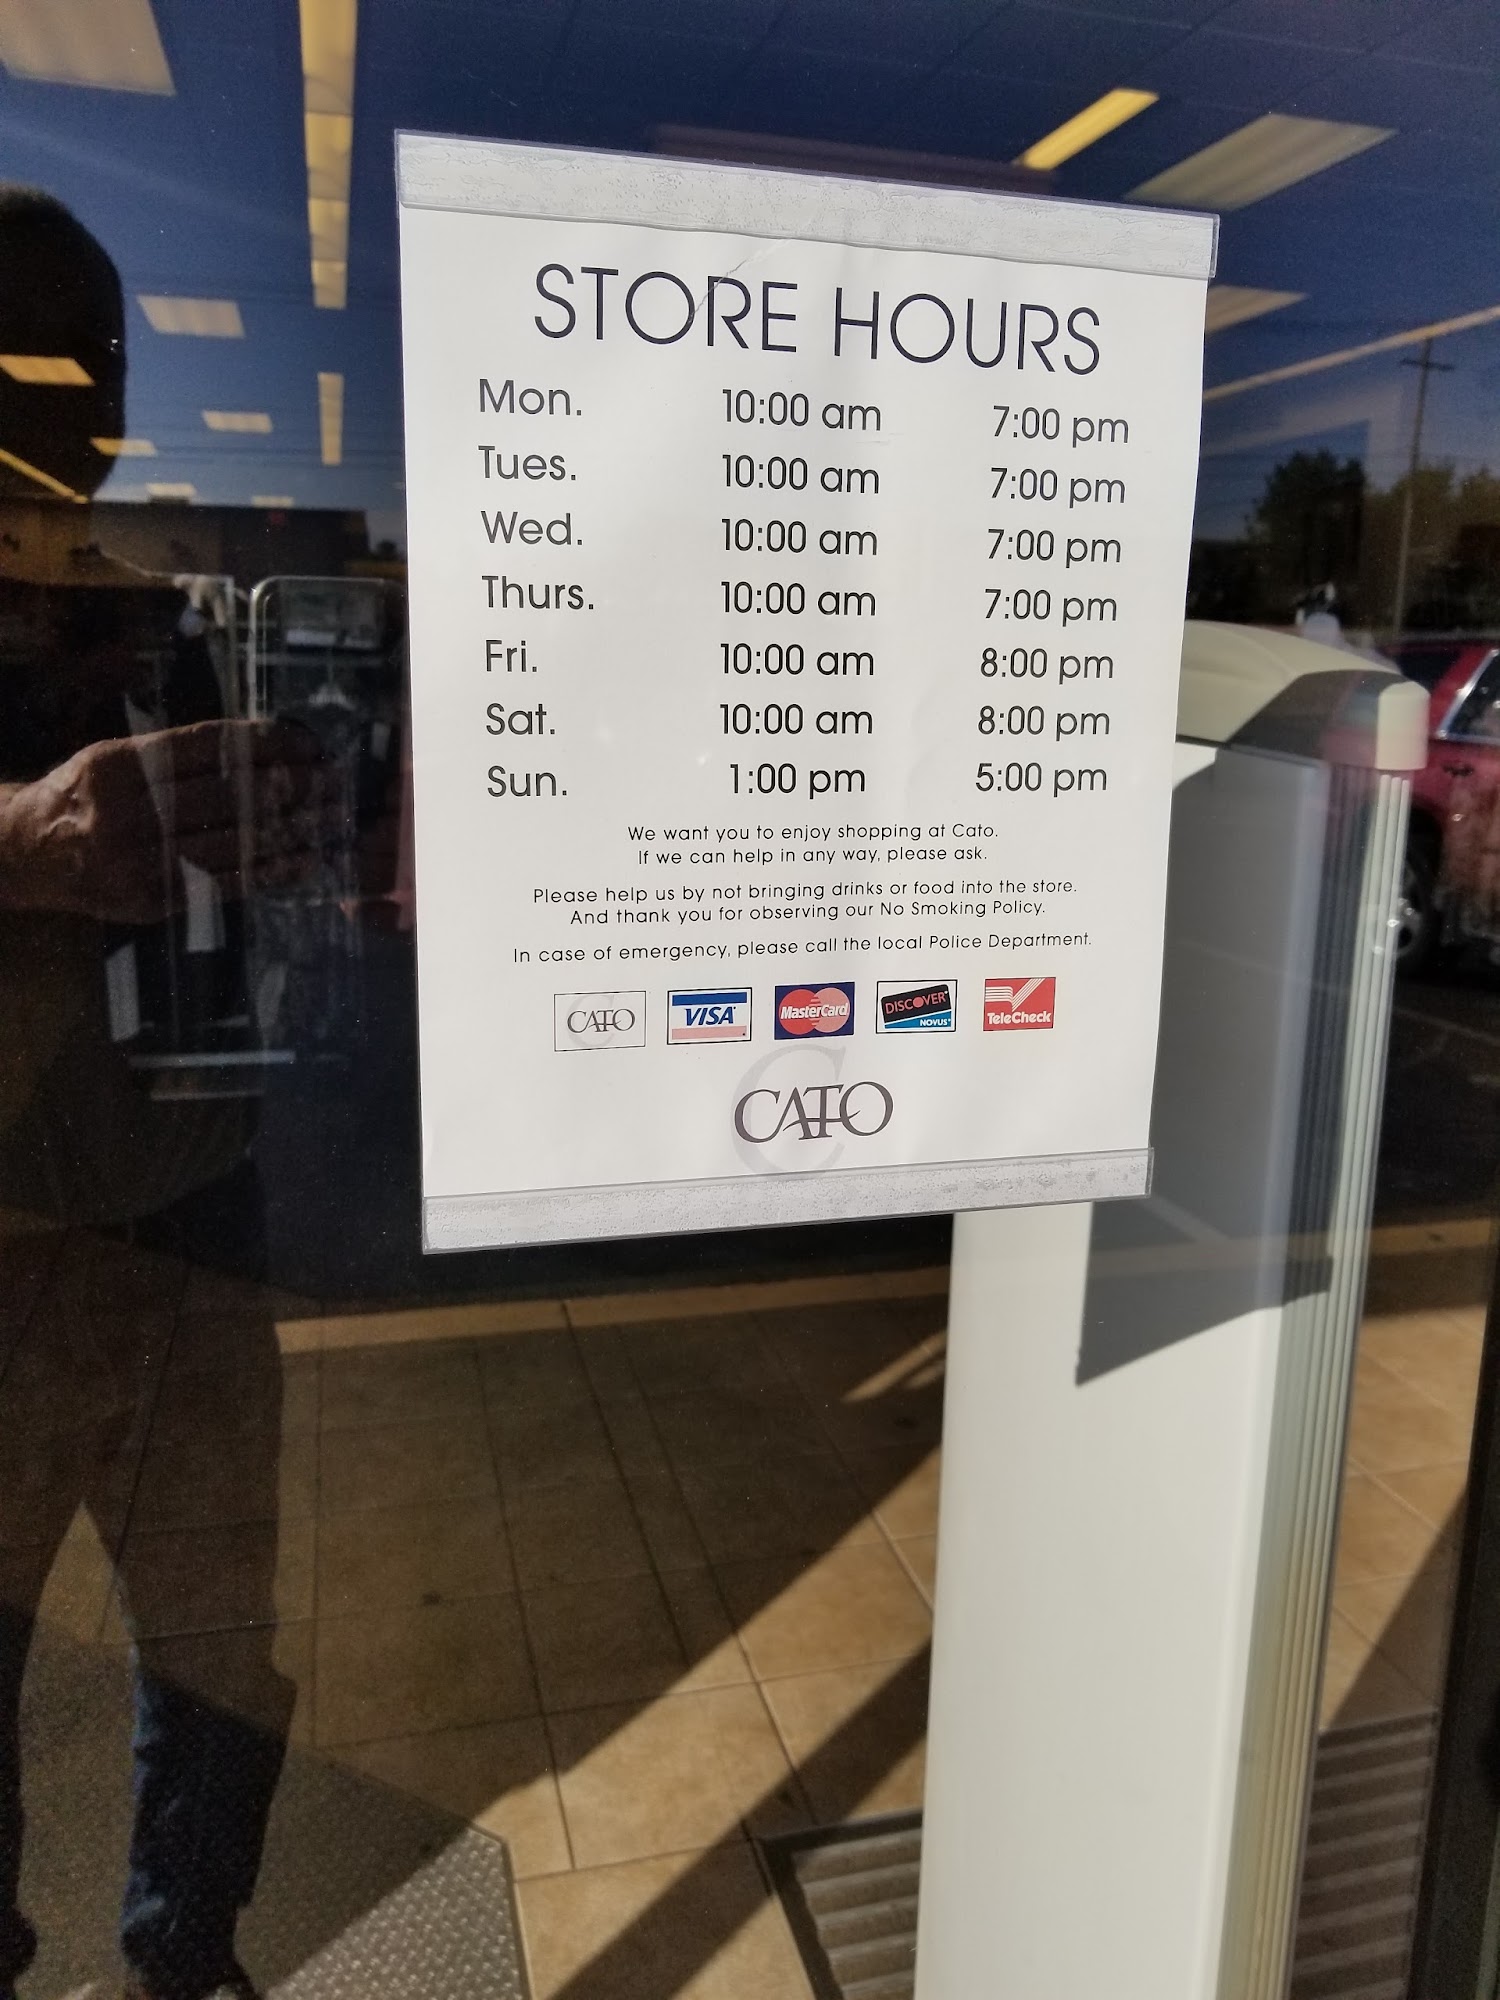 STORE HOURS
Mon. 10:00 am 7:00 pm
Tues. 10:00 am 7:00 pm
Wed. 10:00 am 7:00 pm
Thurs. 10:00 am 7:00 pm
Fri. 10:00 am 8:00 pm
Sat. 10:00 am 8:00 pm
Sun. 1:00 pm 5:00 pm
We want you to enjoy shopping at Cato.
If we can help in any way, please ask.
Please help us by not bringing drinks or food into the store.
And thank you for observing our No Smoking Policy.
In case of emergency, please call the local Police Department.
CATO VISA MasterCard DISCOVER NOVUS TeleCheck
CATO